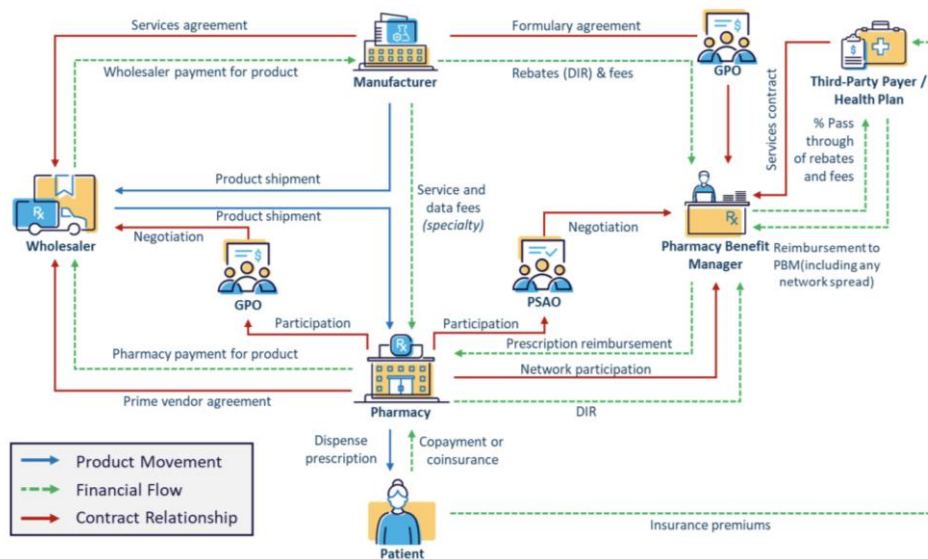 Services agreement
Formulary agreement
Wholesaler payment for product
Manufacturer
Rebates (DIR) & fees
GPO
Third-Party Payer /
Health Plan
Services contract
% Pass
through
of rebates
and fees
Product shipment
Product shipment
Service and
data fees
(specialty)
Wholesaler
Negotiation
GPO
Negotiation
PSAO
Pharmacy Benefit
Manager
Reimbursement to
PBM(including any
network spread)
Participation
Participation
Pharmacy payment for product
Prescription reimbursement
Network participation
Prime vendor agreement
Pharmacy
DIR
Dispense
prescription
Copayment or
coinsurance
Product Movement
Financial Flow
Contract Relationship
Patient
Insurance premiums
Rx
Rx
Rx